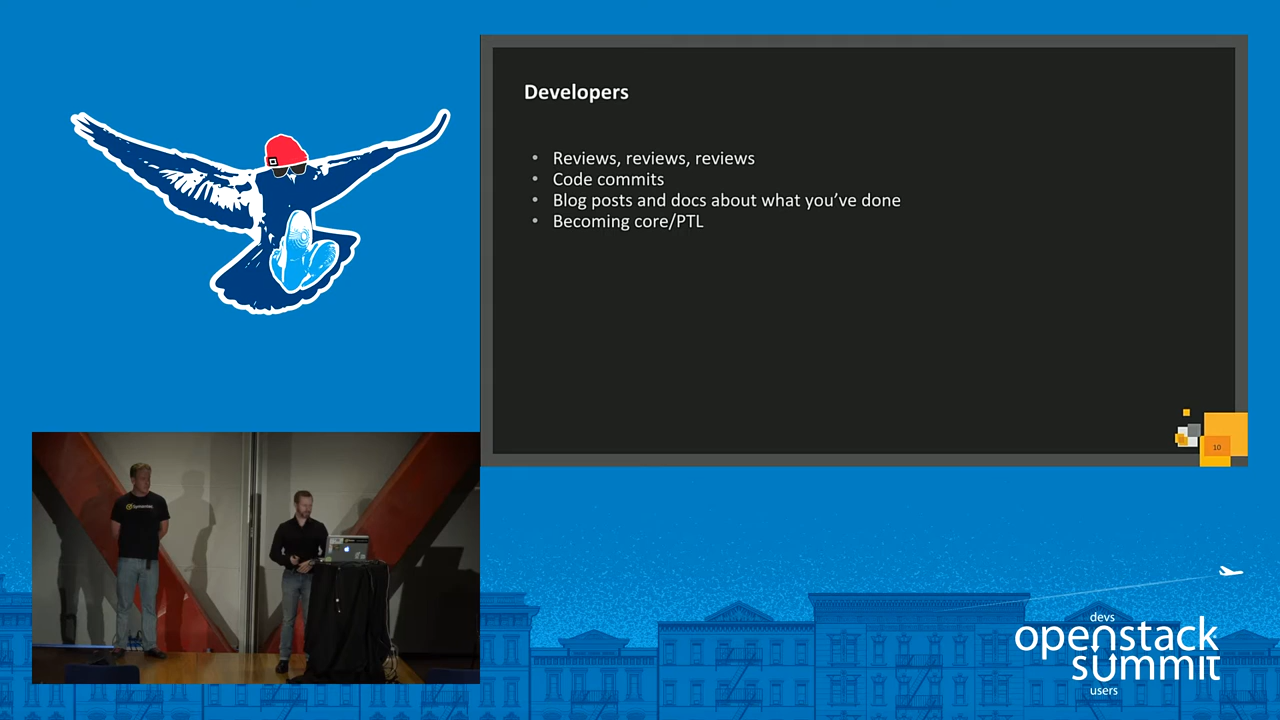 Developers
• Reviews, reviews, reviews
• Code commits
• Blog posts and docs about what you’ve done
• Becoming core/PTL
10
Symantec
devs
openstack
summit
users